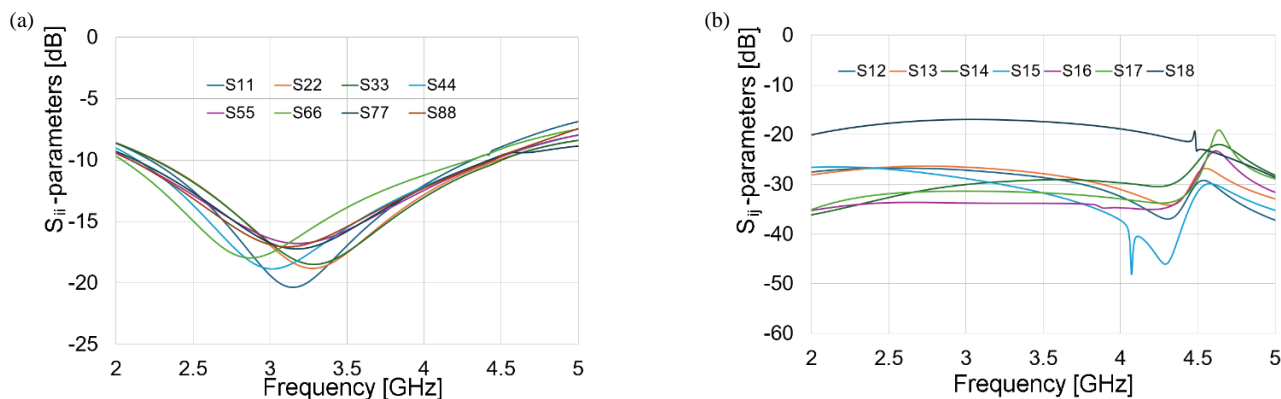 (a)
S_ii-parameters [dB]
0
-5
-10
-15
-20
-25
S11 S22 S33 S44
S55 S66 S77 S88
2 2.5 3 3.5 4 4.5 5
Frequency [GHz]
(b)
S_ij-parameters [dB]
0
-10
-20
-30
-40
-50
-60
S12 S13 S14 S15 S16 S17 S18
2 2.5 3 3.5 4 4.5 5
Frequency [GHz]